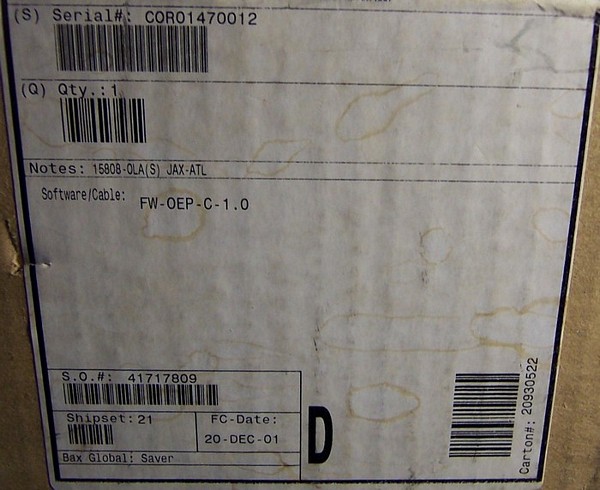 (S) Serial#: COR01470012
(Q) Qty.: 1
Notes: 15808-OLA(S) JAX-ATL
Software/Cable: FW-OEP-C-1.0
S.O.#: 41717809
Shipset: 21
FC-Date:
20-DEC-01
Bax Global: Saver
D
Carton#: 20930522